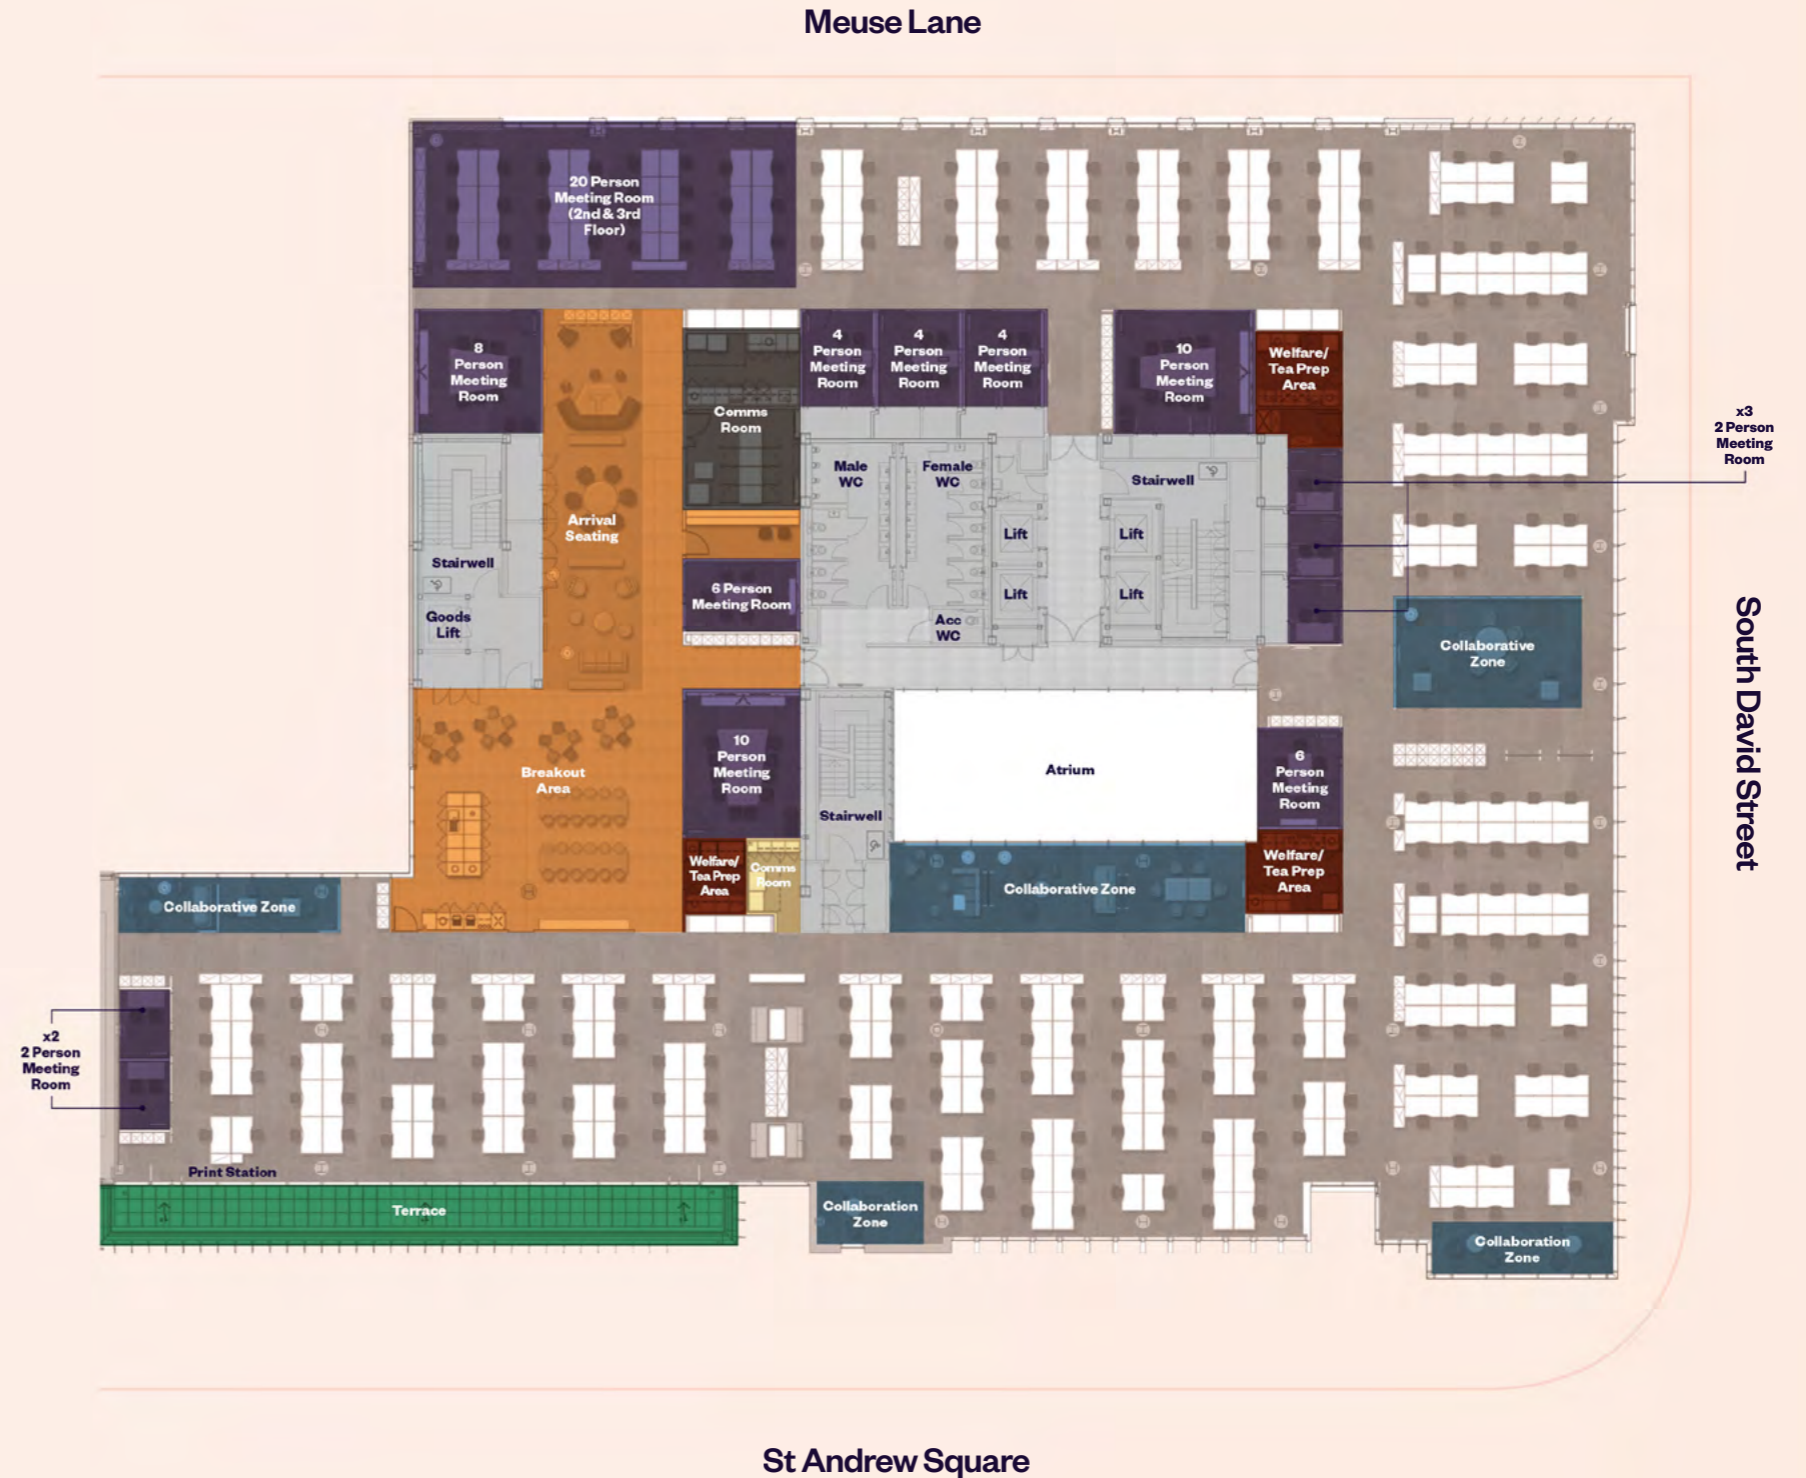 Meuse Lane
20 Person
Meeting Room
(2nd & 3rd
Floor)
8
Person
Meeting
Room
4
Person
Meeting
Room
4
Person
Meeting
Room
4
Person
Meeting
Room
10
Person
Meeting
Room
Welfare/
Tea Prep
Area
Comms
Room
x3
2 Person
Meeting
Room
Male
WC
Female
WC
Stairwell
Arrival
Seating
Lift
Lift
Stairwell
6 Person
Meeting Room
Lift
Lift
Goods
Lift
Acc
WC
Collaborative
Zone
South David Street
10
Person
Meeting
Room
Breakout
Area
Atrium
6
Person
Meeting
Room
Stairwell
Welfare/
Tea Prep
Area
Comms
Room
Collaborative Zone
Welfare/
Tea Prep
Area
Collaborative Zone
x2
2 Person
Meeting
Room
Print Station
Terrace
Collaboration
Zone
Collaboration
Zone
St Andrew Square